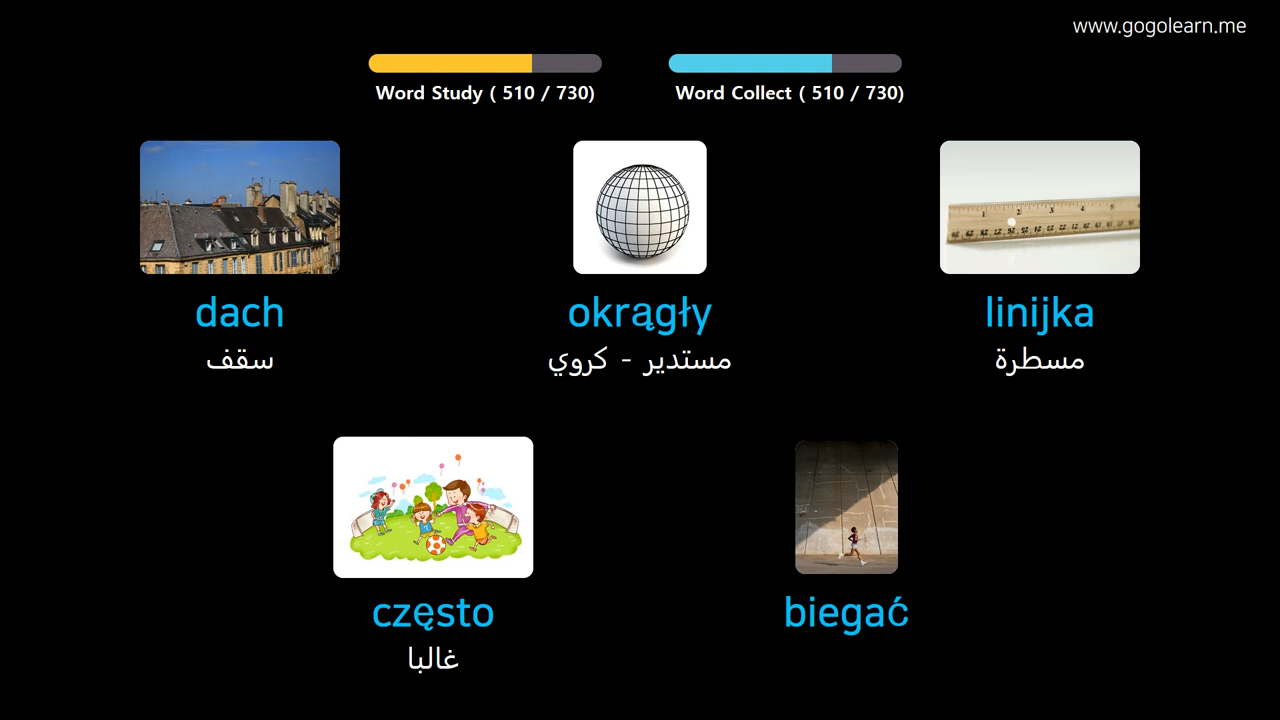 www.gogolearn.me
Word Study ( 510 / 730)
Word Collect ( 510 / 730)
dach
سقف
okrągły
مستدير - كروي
linijka
مسطرة
często
غالبا
biegać